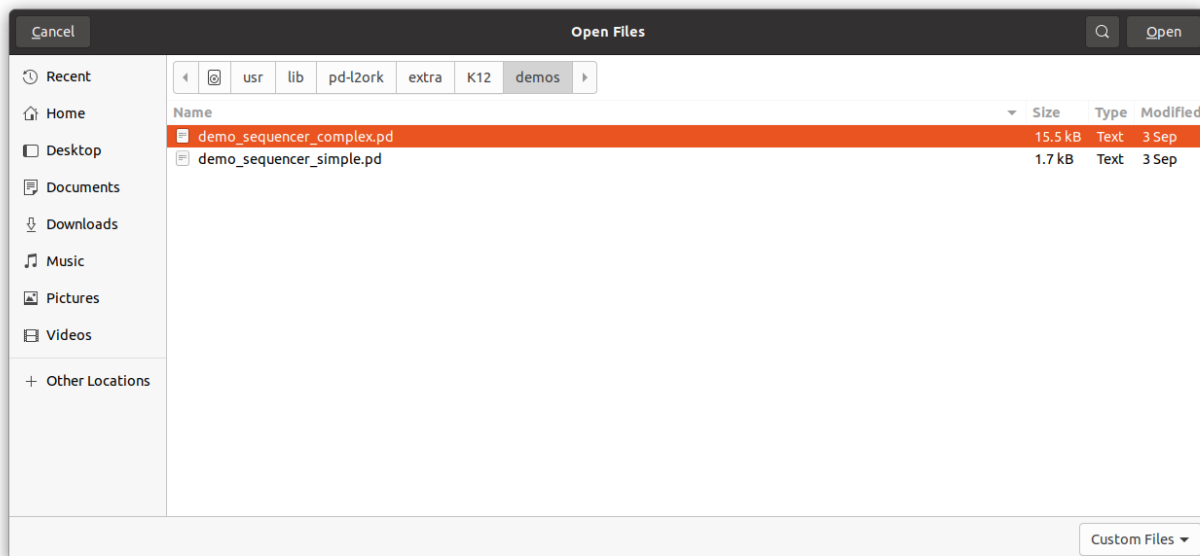 Cancel Open Files Open
Recent
Home
Desktop
Documents
Downloads
Music
Pictures
Videos
Other Locations
usr lib pd-l2ork extra K12 demos
Name Size Type Modified
demo_sequencer_complex.pd 15.5 kB Text 3 Sep
demo_sequencer_simple.pd 1.7 kB Text 3 Sep
Custom Files